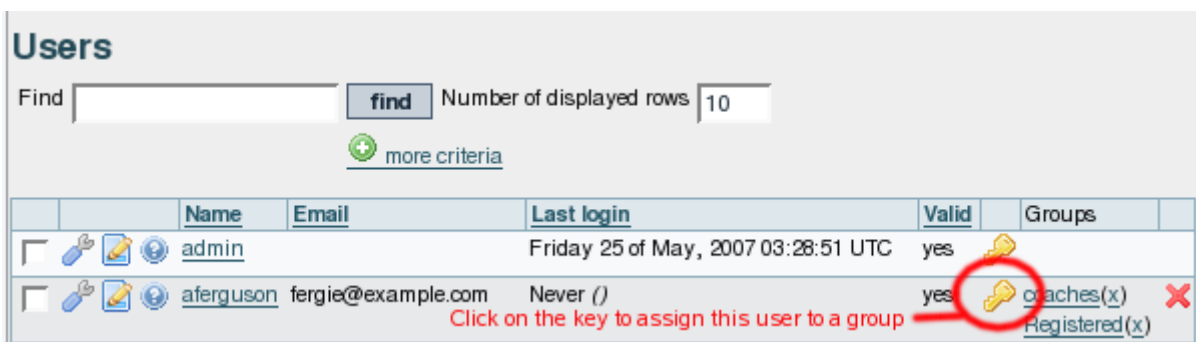 Users
Find find Number of displayed rows 10
more criteria
Name Email Last login Valid Groups
admin Friday 25 of May, 2007 03:28:51 UTC yes
aferguson fergie@example.com Never () yes coaches(x)
Click on the key to assign this user to a group Registered(x)